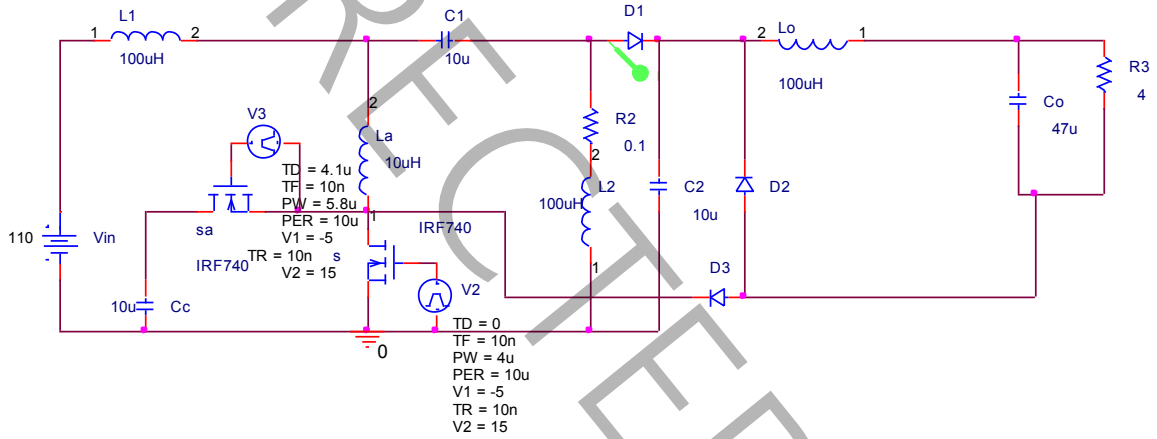 L1
1
2
100uH
C1
10u
D1
Lo
2
1
100uH
R3
4
Co
47u
V3
2
La
10uH
R2
0.1
2
L2
100uH
1
C2
10u
D2
TD = 4.1u
TF = 10n
PW = 5.8u
PER = 10u
V1 = -5
TR = 10n
V2 = 15
1
sa
IRF740
s
IRF740
110
Vin
10u
Cc
D3
V2
0
TD = 0
TF = 10n
PW = 4u
PER = 10u
V1 = -5
TR = 10n
V2 = 15